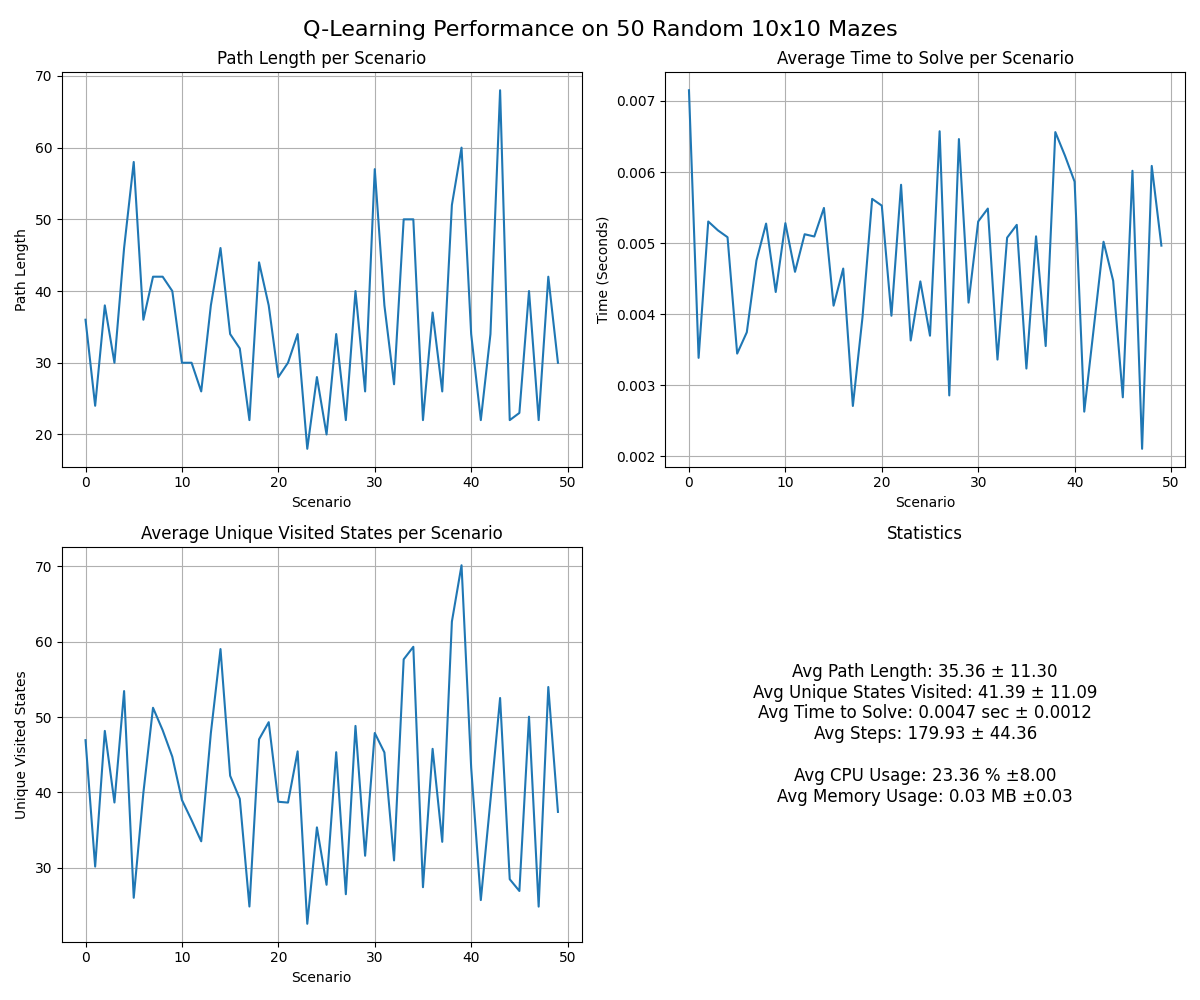 Q-Learning Performance on 50 Random 10x10 Mazes
Path Length per Scenario
70
60
50
40
30
20
Path Length
0 10 20 30 40 50
Scenario
Average Time to Solve per Scenario
0.007
0.006
0.005
0.004
0.003
0.002
Time (Seconds)
0 10 20 30 40 50
Scenario
Average Unique Visited States per Scenario
70
60
50
40
30
Unique Visited States
0 10 20 30 40 50
Scenario
Statistics
Avg Path Length: 35.36 ± 11.30
Avg Unique States Visited: 41.39 ± 11.09
Avg Time to Solve: 0.0047 sec ± 0.0012
Avg Steps: 179.93 ± 44.36
Avg CPU Usage: 23.36 % ±8.00
Avg Memory Usage: 0.03 MB ±0.03